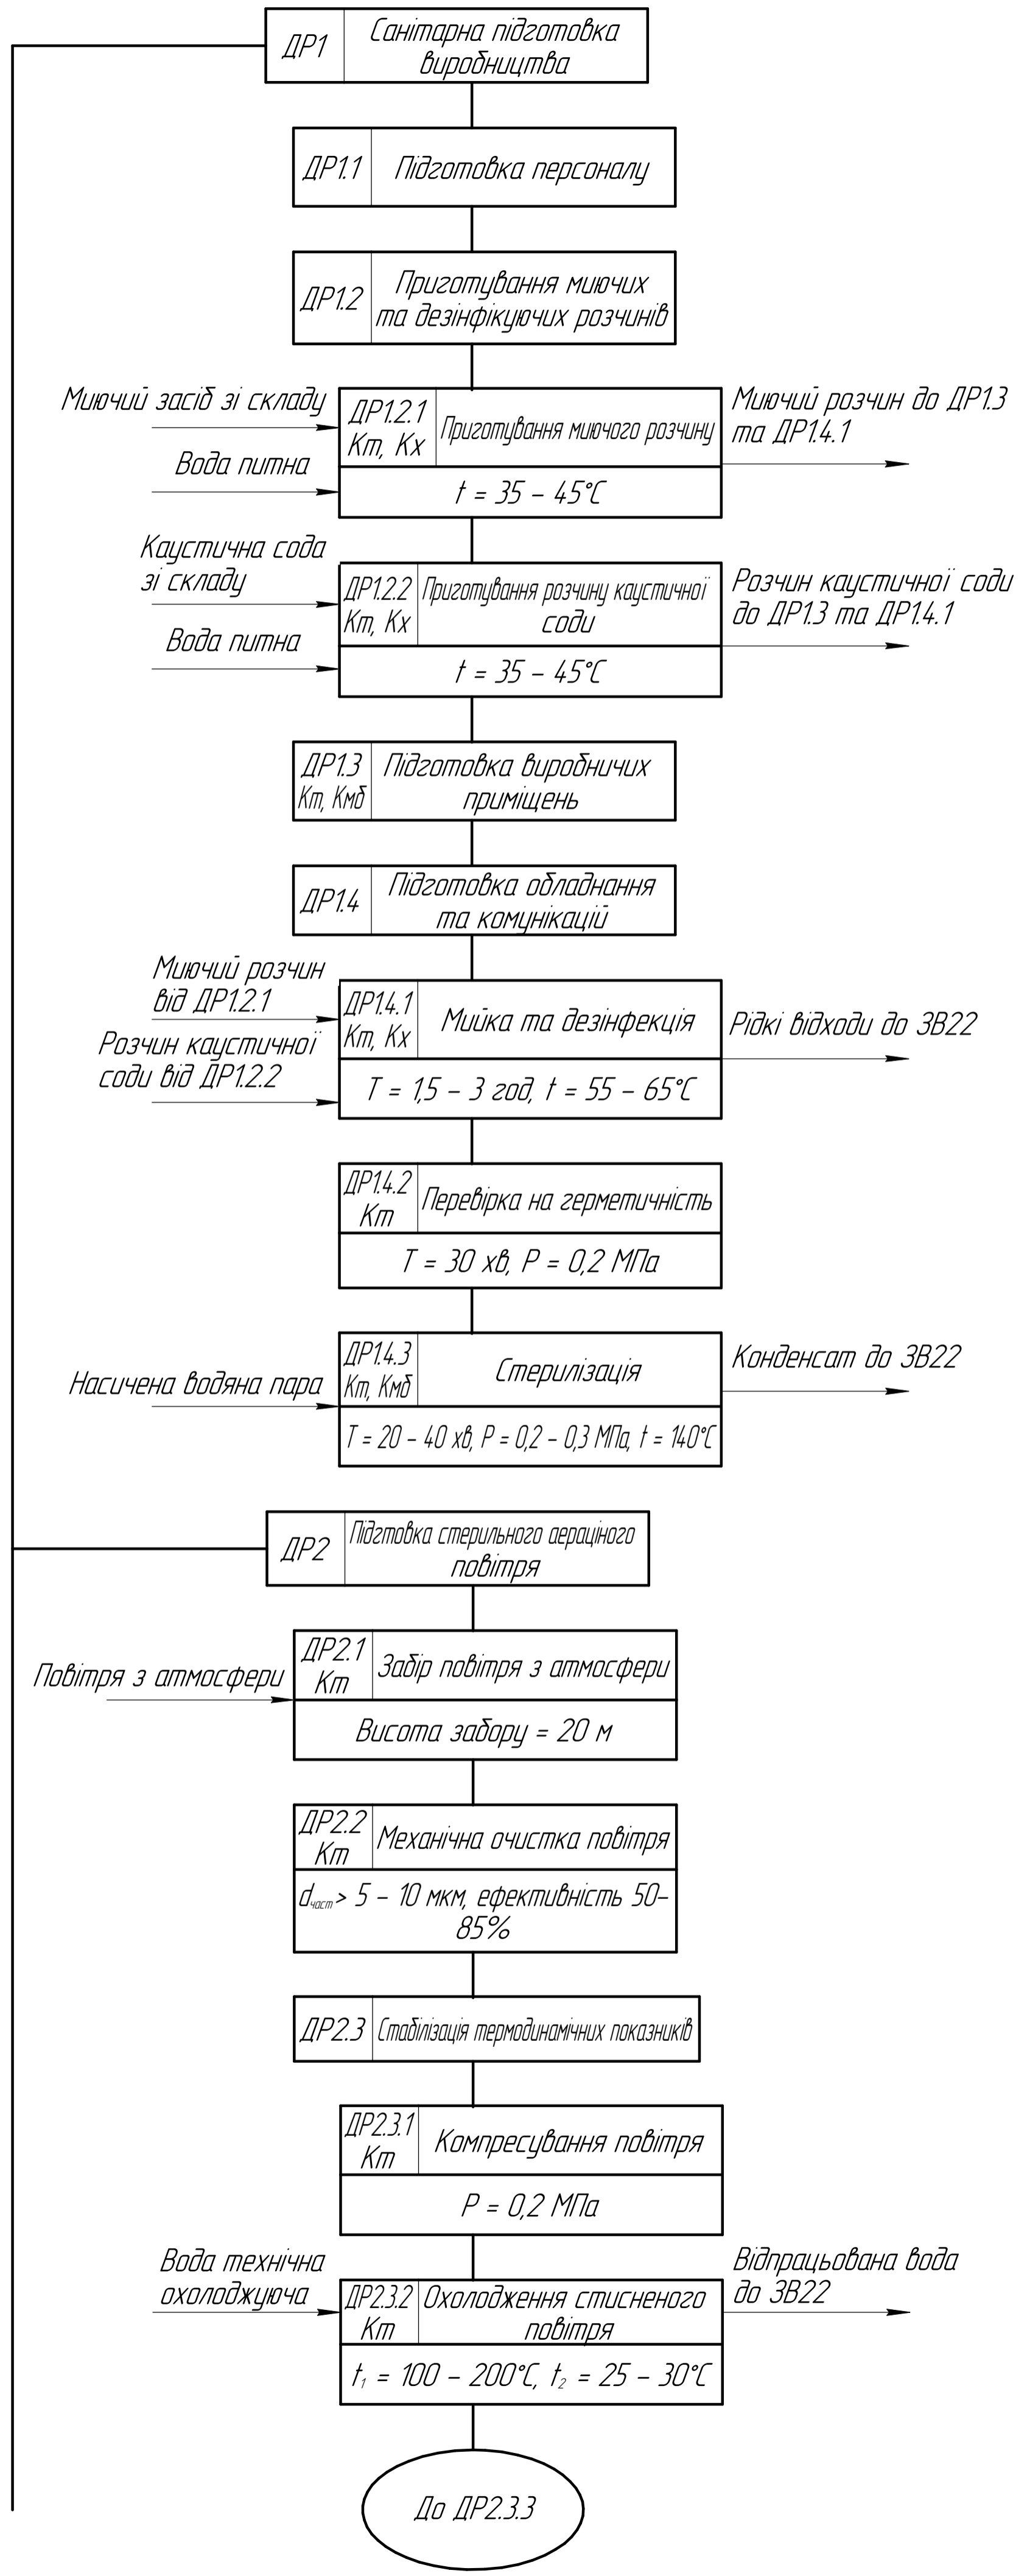 ДР1
Санітарна підготовка
виробництва
ДР1.1
Підготовка персоналу
ДР1.2
Приготування миючих
та дезінфікуючих розчинів
Миючий засіб зі складу
Вода питна
ДР1.2.1
Кт, Кх
Приготування миючого розчину
t = 35 – 45°C
Миючий розчин до ДР1.3
та ДР1.4.1
Каустична сода
зі складу
Вода питна
ДР1.2.2
Кт, Кх
Приготування розчину каустичної
соди
t = 35 – 45°C
Розчин каустичної соди
до ДР1.3 та ДР1.4.1
ДР1.3
Кт, Кмб
Підготовка виробничих
приміщень
ДР1.4
Підготовка обладнання
та комунікацій
Миючий розчин
від ДР1.2.1
Розчин каустичної
соди від ДР1.2.2
ДР1.4.1
Кт, Кх
Мийка та дезінфекція
T = 1,5 – 3 год, t = 55 – 65°C
Рідкі відходи до ЗВ22
ДР1.4.2
Кт
Перевірка на герметичність
T = 30 хв, P = 0,2 МПа
Насичена водяна пара
ДР1.4.3
Кт, Кмб
Стерилізація
T = 20 – 40 хв, P = 0,2 – 0,3 МПа, t = 140°C
Конденсат до ЗВ22
ДР2
Підгтовка стерильного аераціного
повітря
Повітря з атмосфери
ДР2.1
Кт
Забір повітря з атмосфери
Висота забору = 20 м
ДР2.2
Кт
Механічна очистка повітря
dчаст > 5 – 10 мкм, ефективність 50–
85%
ДР2.3
Стабілізація термодинамічних показників
ДР2.3.1
Кт
Компресування повітря
P = 0,2 МПа
Вода технічна
охолоджуюча
ДР2.3.2
Кт
Охолодження стисненого
повітря
t₁ = 100 – 200°C, t₂ = 25 – 30°C
Відпрацьована вода
до ЗВ22
До ДР2.3.3